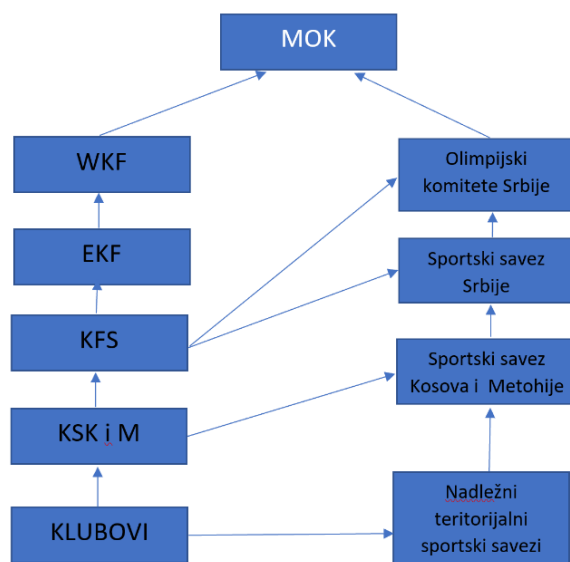 MOK
WKF
EKF
KFS
KSK i M
KLUBOVI
Olimpijski
komitete Srbije
Sportski savez
Srbije
Sportski savez
Kosova i Metohije
Nadležni
teritorijalni
sportski savezi